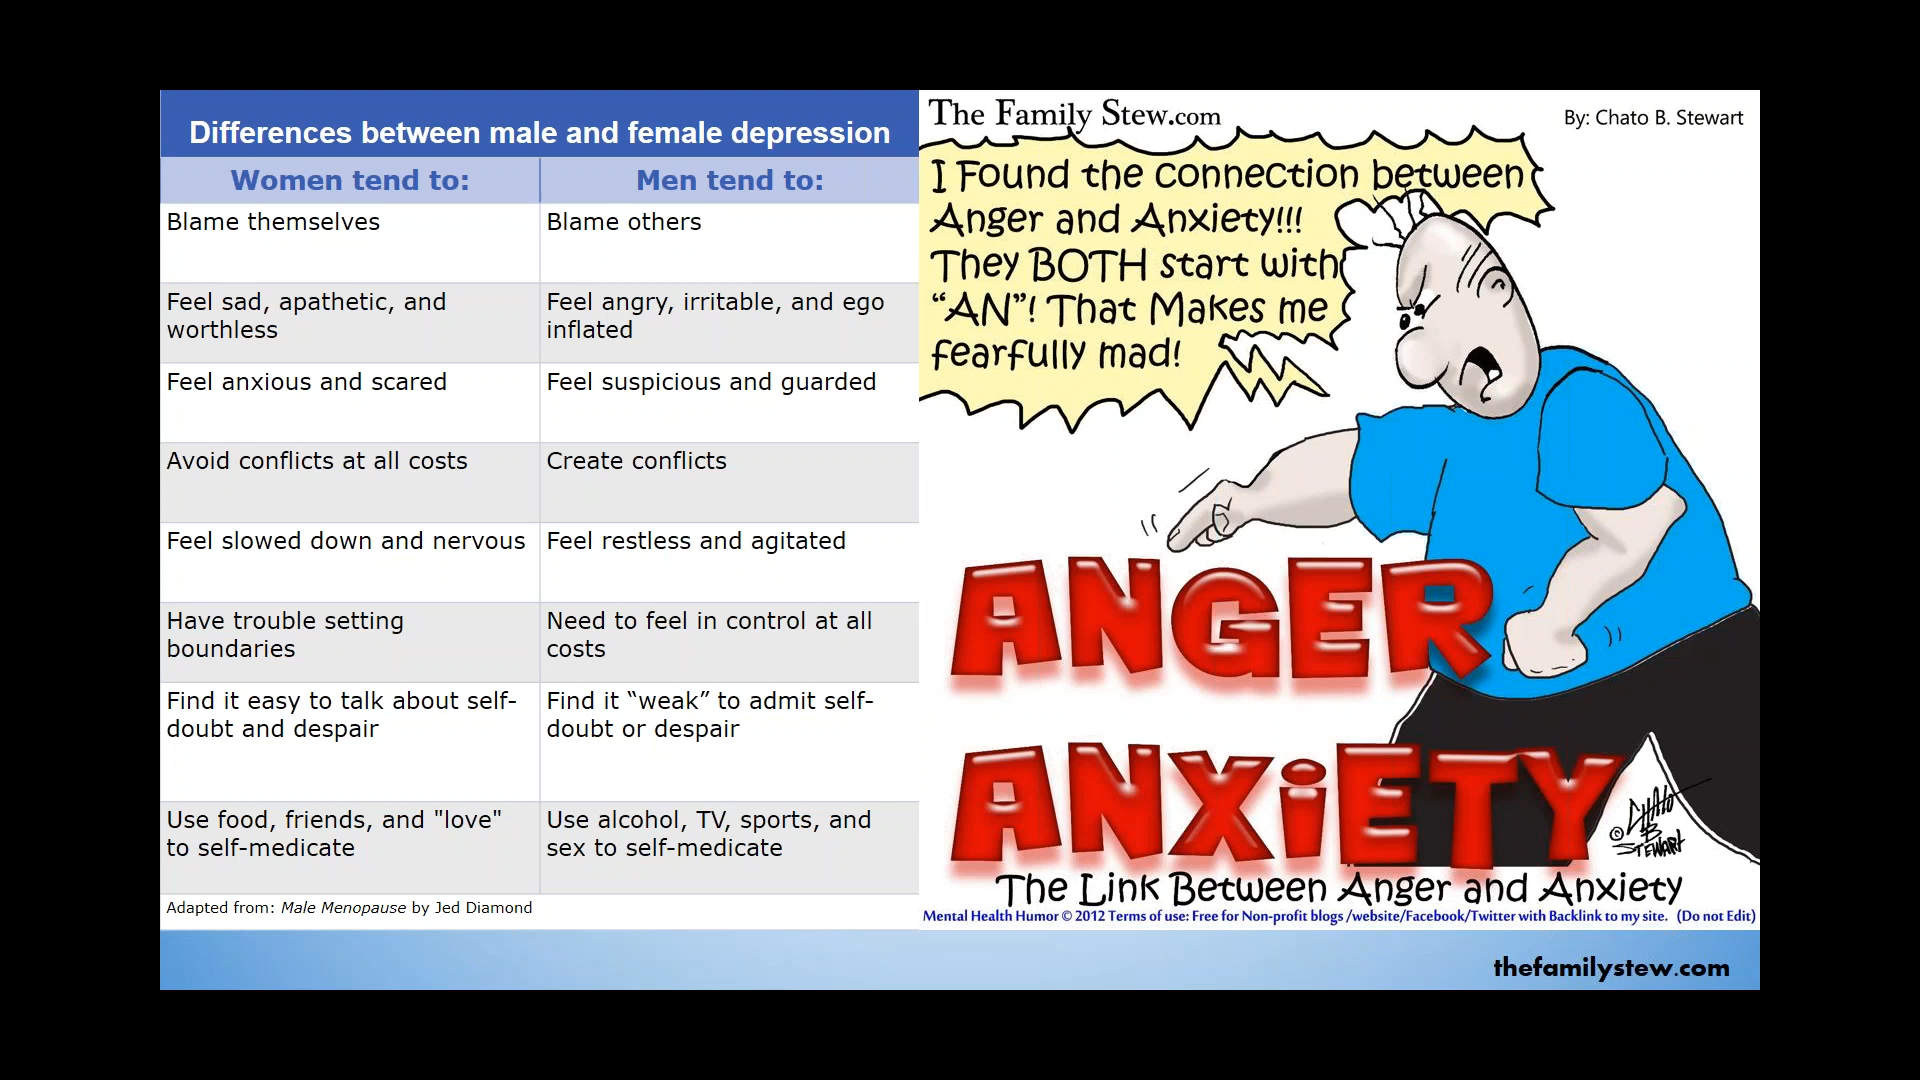 Differences between male and female depression
Women tend to:
Men tend to:
Blame themselves
Blame others
Feel sad, apathetic, and
worthless
Feel angry, irritable, and ego
inflated
Feel anxious and scared
Feel suspicious and guarded
Avoid conflicts at all costs
Create conflicts
Feel slowed down and nervous
Feel restless and agitated
Have trouble setting
boundaries
Need to feel in control at all
costs
Find it easy to talk about self-
doubt and despair
Find it “weak” to admit self-
doubt or despair
Use food, friends, and "love"
to self-medicate
Use alcohol, TV, sports, and
sex to self-medicate
Adapted from: Male Menopause by Jed Diamond
The Family Stew.com
By: Chato B. Stewart
I Found the connection between
Anger and Anxiety!!!
They BOTH start with
“AN”! That Makes me
fearfully mad!
ANGER
ANXiETY
© CHATO
B
STEWART
The Link Between Anger and Anxiety
Mental Health Humor © 2012 Terms of use: Free for Non-profit blogs /website/Facebook/Twitter with Backlink to my site. (Do not Edit)
thefamilystew.com